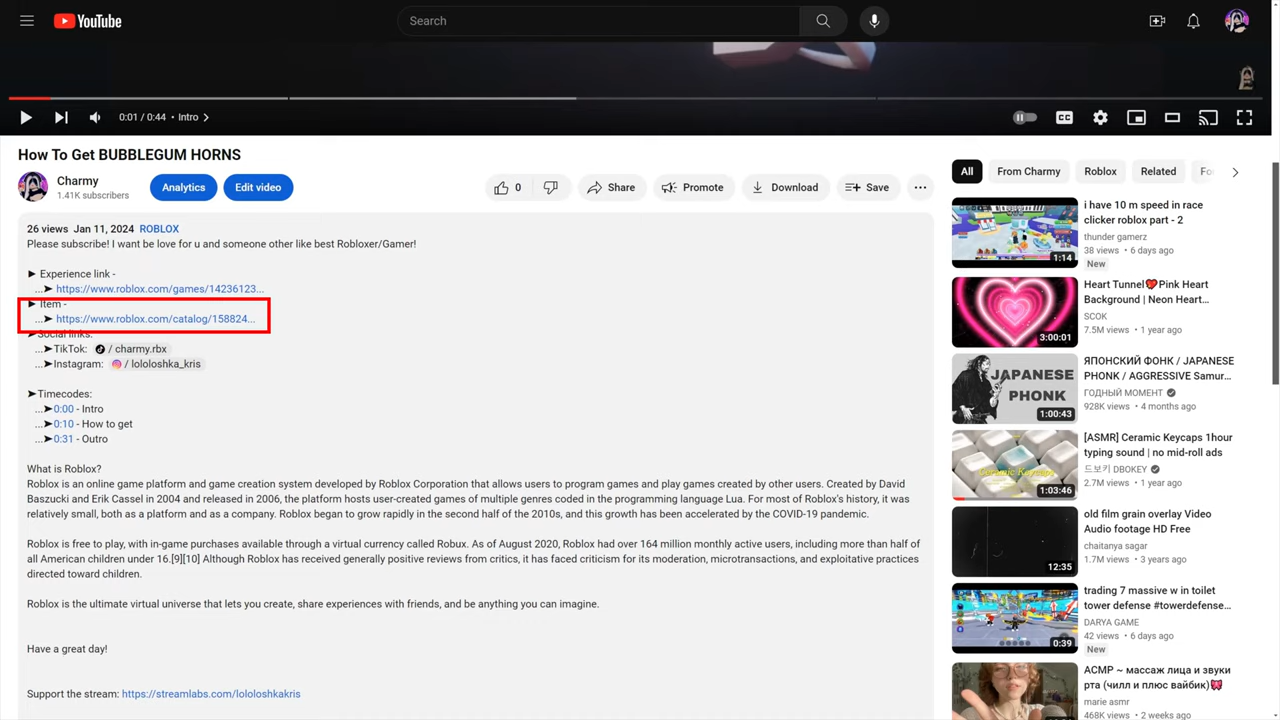 YouTube
Search
0:01 / 0:44 • Intro
CC
How To Get BUBBLEGUM HORNS
Charmy
1.41K subscribers
Analytics
Edit video
0
Share
Promote
Download
Save
26 views Jan 11, 2024 ROBLOX
Please subscribe! I want be love for u and someone other like best Robloxer/Gamer!
► Experience link -
...➤ https://www.roblox.com/games/14236123...
► Item -
...➤ https://www.roblox.com/catalog/158824...
➤Social links:
...➤TikTok: / charmy.rbx
...➤Instagram: / lololoshka_kris
➤Timecodes:
...➤0:00 - Intro
...➤0:10 - How to get
...➤0:31 - Outro
What is Roblox?
Roblox is an online game platform and game creation system developed by Roblox Corporation that allows users to program games and play games created by other users. Created by David
Baszucki and Erik Cassel in 2004 and released in 2006, the platform hosts user-created games of multiple genres coded in the programming language Lua. For most of Roblox's history, it was
relatively small, both as a platform and as a company. Roblox began to grow rapidly in the second half of the 2010s, and this growth has been accelerated by the COVID-19 pandemic.
Roblox is free to play, with in-game purchases available through a virtual currency called Robux. As of August 2020, Roblox had over 164 million monthly active users, including more than half of
all American children under 16.[9][10] Although Roblox has received generally positive reviews from critics, it has faced criticism for its moderation, microtransactions, and exploitative practices
directed toward children.
Roblox is the ultimate virtual universe that lets you create, share experiences with friends, and be anything you can imagine.
Have a great day!
Support the stream: https://streamlabs.com/lololoshkakris
All
From Charmy
Roblox
Related
Fo
i have 10 m speed in race
clicker roblox part - 2
thunder gamerz
38 views • 6 days ago
New
1:14
Heart Tunnel💖Pink Heart
Background | Neon Heart...
SCOK
7.5M views • 1 year ago
3:00:01
ЯПОНСКИЙ ФОНК / JAPANESE
PHONK / AGGRESSIVE Samur...
ГОДНЫЙ МОМЕНТ
928K views • 4 months ago
JAPANESE
PHONK
1:00:43
[ASMR] Ceramic Keycaps 1hour
typing sound | no mid-roll ads
드보키 DBOKEY
2.7M views • 1 year ago
Ceramic Keycaps
1:03:46
old film grain overlay Video
Audio footage HD Free
chaitanya sagar
1.7M views • 3 years ago
12:35
trading 7 massive w in toilet
tower defense #towerdefense...
DARYA GAME
42 views • 6 days ago
New
0:39
АСМР ~ массаж лица и звуки
рта (чилл и плюс вайбик)💘
marie asmr
468K views • 2 weeks ago